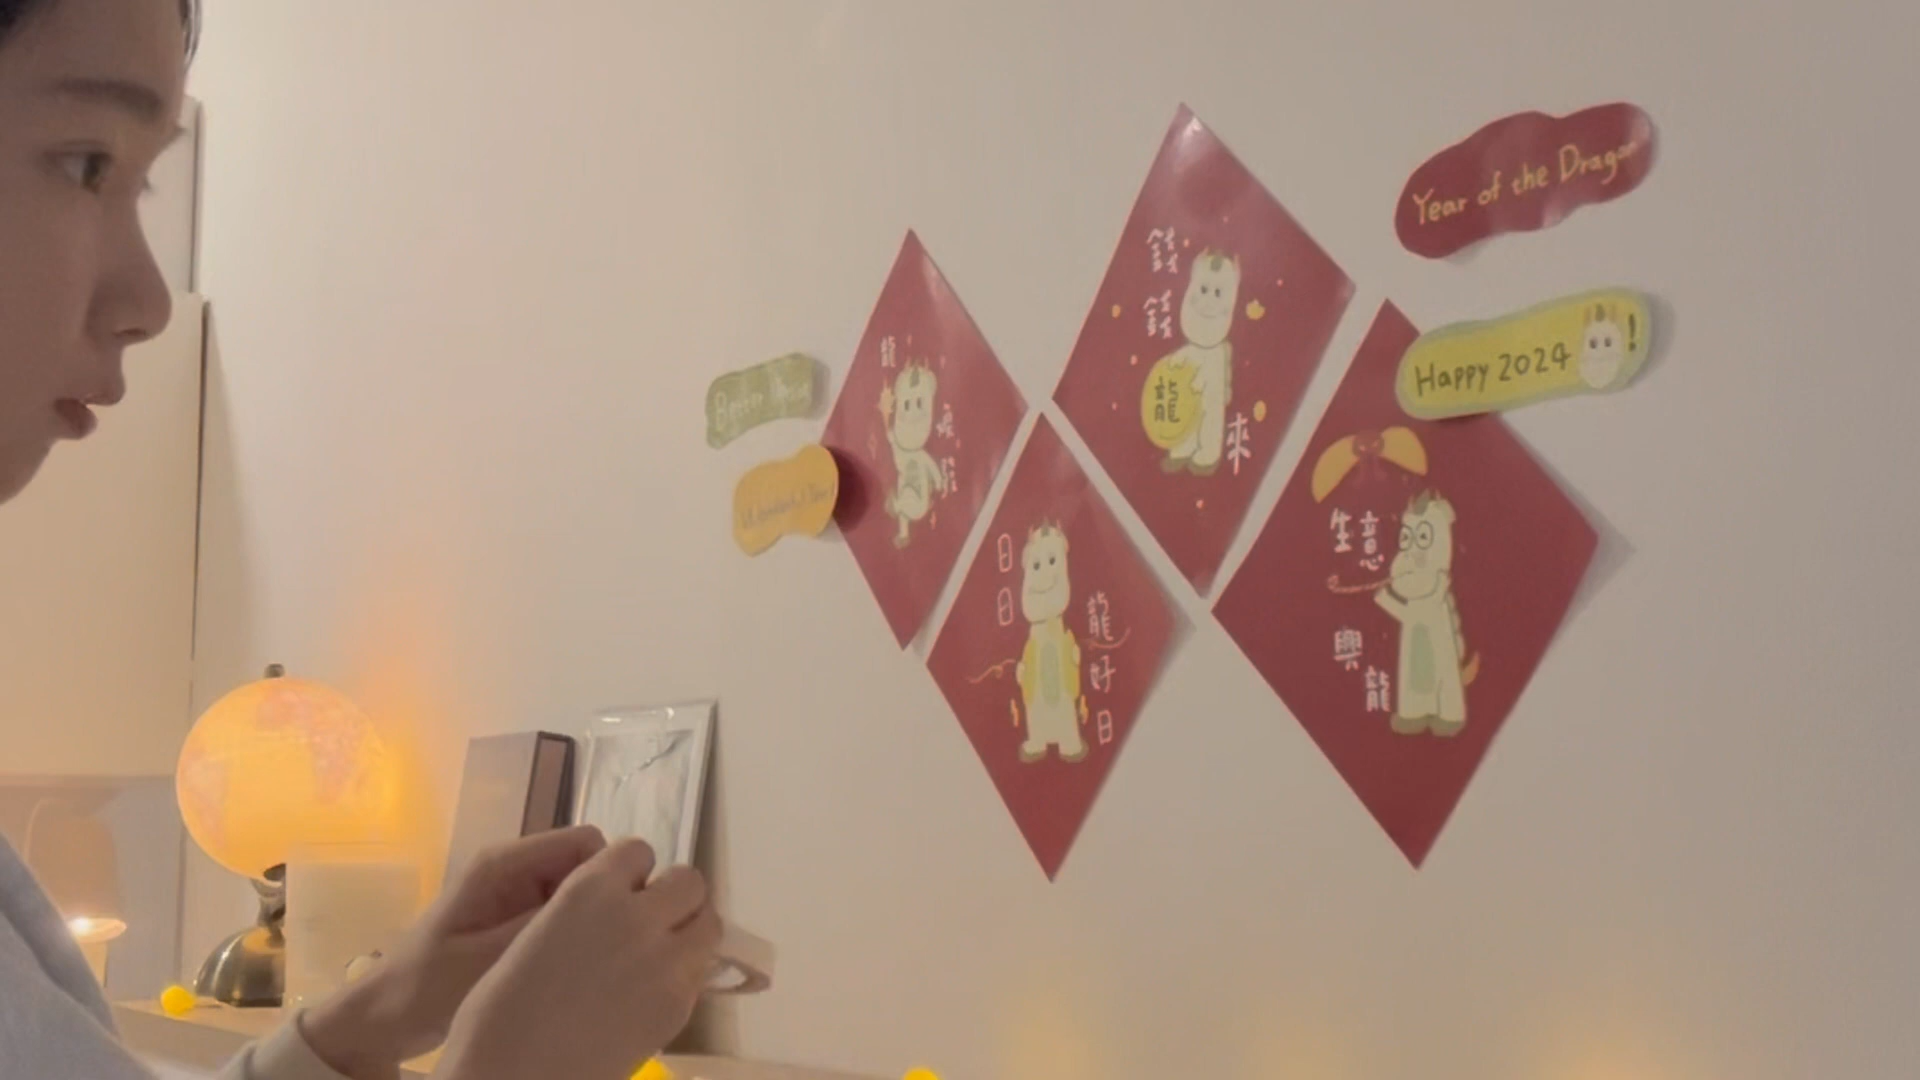 Year of the Dragon
Happy 2024!
Better
錢
錢
龍
來
龍
日
日
龍
好
日
生意
興
龍